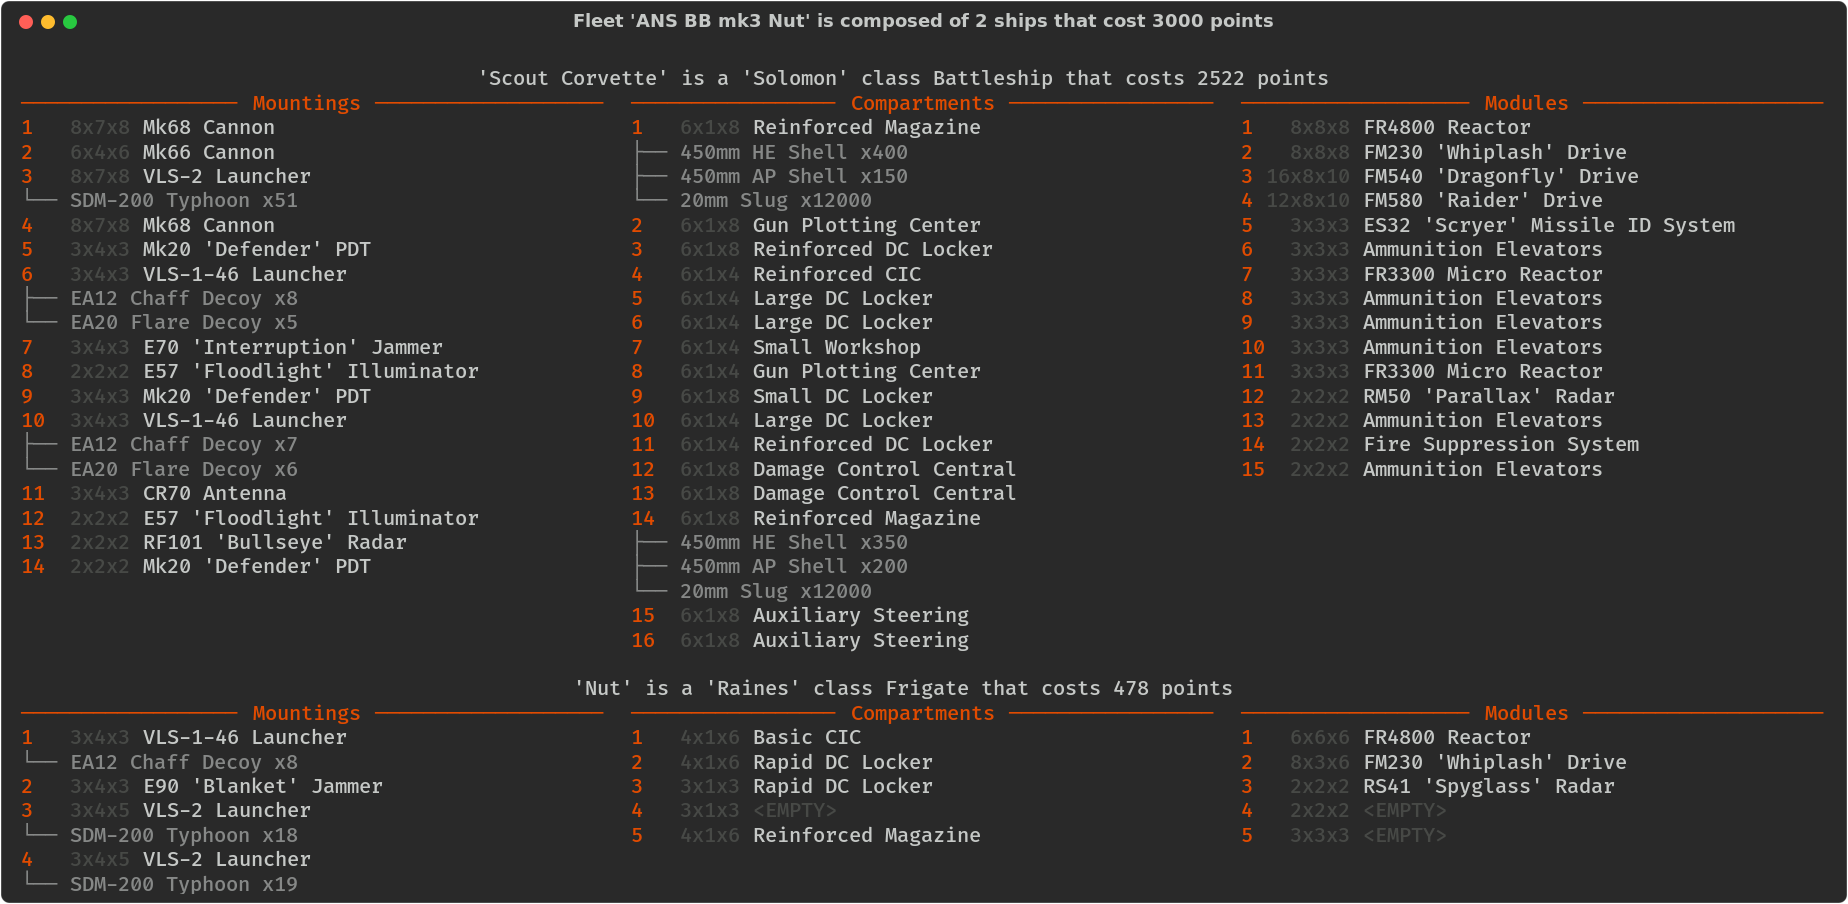 Fleet 'ANS BB mk3 Nut' is composed of 2 ships that cost 3000 points
'Scout Corvette' is a 'Solomon' class Battleship that costs 2522 points
Mountings
1 8x7x8 Mk68 Cannon
2 6x4x6 Mk66 Cannon
3 8x7x8 VLS-2 Launcher
SDM-200 Typhoon x51
4 8x7x8 Mk68 Cannon
5 3x4x3 Mk20 'Defender' PDT
6 3x4x3 VLS-1-46 Launcher
EA12 Chaff Decoy x8
EA20 Flare Decoy x5
7 3x4x3 E70 'Interruption' Jammer
8 2x2x2 E57 'Floodlight' Illuminator
9 3x4x3 Mk20 'Defender' PDT
10 3x4x3 VLS-1-46 Launcher
EA12 Chaff Decoy x7
EA20 Flare Decoy x6
11 3x4x3 CR70 Antenna
12 2x2x2 E57 'Floodlight' Illuminator
13 2x2x2 RF101 'Bullseye' Radar
14 2x2x2 Mk20 'Defender' PDT
Compartments
1 6x1x8 Reinforced Magazine
450mm HE Shell x400
450mm AP Shell x150
20mm Slug x12000
2 6x1x8 Gun Plotting Center
3 6x1x8 Reinforced DC Locker
4 6x1x4 Reinforced CIC
5 6x1x4 Large DC Locker
6 6x1x4 Large DC Locker
7 6x1x4 Small Workshop
8 6x1x4 Gun Plotting Center
9 6x1x8 Small DC Locker
10 6x1x4 Large DC Locker
11 6x1x4 Reinforced DC Locker
12 6x1x8 Damage Control Central
13 6x1x8 Damage Control Central
14 6x1x8 Reinforced Magazine
450mm HE Shell x350
450mm AP Shell x200
20mm Slug x12000
15 6x1x8 Auxiliary Steering
16 6x1x8 Auxiliary Steering
Modules
1 8x8x8 FR4800 Reactor
2 8x8x8 FM230 'Whiplash' Drive
3 16x8x10 FM540 'Dragonfly' Drive
4 12x8x10 FM580 'Raider' Drive
5 3x3x3 ES32 'Scryer' Missile ID System
6 3x3x3 Ammunition Elevators
7 3x3x3 FR3300 Micro Reactor
8 3x3x3 Ammunition Elevators
9 3x3x3 Ammunition Elevators
10 3x3x3 Ammunition Elevators
11 3x3x3 FR3300 Micro Reactor
12 2x2x2 RM50 'Parallax' Radar
13 2x2x2 Ammunition Elevators
14 2x2x2 Fire Suppression System
15 2x2x2 Ammunition Elevators
'Nut' is a 'Raines' class Frigate that costs 478 points
Mountings
1 3x4x3 VLS-1-46 Launcher
EA12 Chaff Decoy x8
2 3x4x3 E90 'Blanket' Jammer
3 3x4x5 VLS-2 Launcher
SDM-200 Typhoon x18
4 3x4x5 VLS-2 Launcher
SDM-200 Typhoon x19
Compartments
1 4x1x6 Basic CIC
2 4x1x6 Rapid DC Locker
3 3x1x3 Rapid DC Locker
4 3x1x3 <EMPTY>
5 4x1x6 Reinforced Magazine
Modules
1 6x6x6 FR4800 Reactor
2 8x3x6 FM230 'Whiplash' Drive
3 2x2x2 RS41 'Spyglass' Radar
4 2x2x2 <EMPTY>
5 3x3x3 <EMPTY>